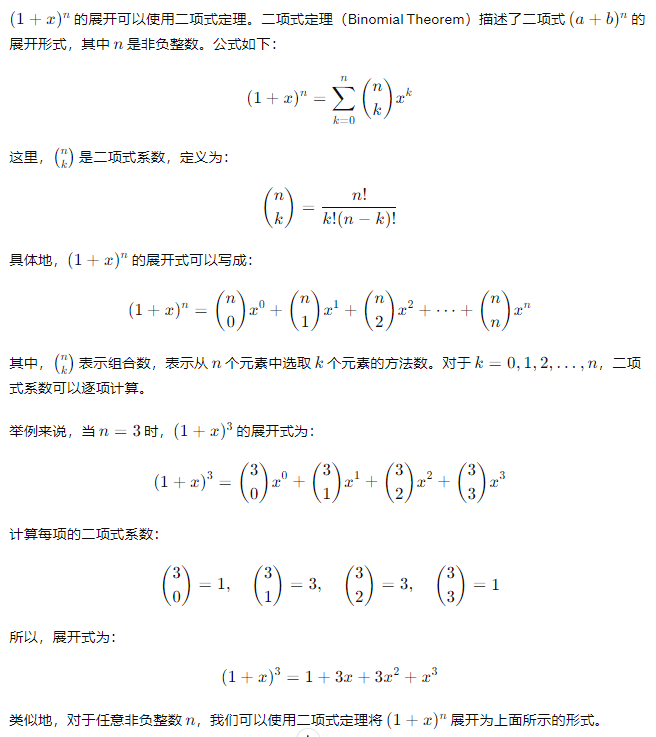 $(1+x)^n$ 的展开可以使用二项式定理。二项式定理（Binomial Theorem）描述了二项式 $(a+b)^n$ 的
展开形式，其中 $n$ 是非负整数。公式如下：
$(1+x)^n = \sum_{k=0}^{n} \binom{n}{k} x^k$
这里，$\binom{n}{k}$ 是二项式系数，定义为：
$\binom{n}{k} = \frac{n!}{k!(n-k)!}$
具体地，$(1+x)^n$ 的展开式可以写成：
$(1+x)^n = \binom{n}{0} x^0 + \binom{n}{1} x^1 + \binom{n}{2} x^2 + \cdots + \binom{n}{n} x^n$
其中，$\binom{n}{k}$ 表示组合数，表示从 $n$ 个元素中选取 $k$ 个元素的方法数。对于 $k = 0, 1, 2, \ldots, n$，二项
式系数可以逐项计算。
举例来说，当 $n = 3$ 时，$(1+x)^3$ 的展开式为：
$(1+x)^3 = \binom{3}{0} x^0 + \binom{3}{1} x^1 + \binom{3}{2} x^2 + \binom{3}{3} x^3$
计算每项的二项式系数：
$\binom{3}{0} = 1, \quad \binom{3}{1} = 3, \quad \binom{3}{2} = 3, \quad \binom{3}{3} = 1$
所以，展开式为：
$(1+x)^3 = 1 + 3x + 3x^2 + x^3$
类似地，对于任意非负整数 $n$，我们可以使用二项式定理将 $(1+x)^n$ 展开为上面所示的形式。